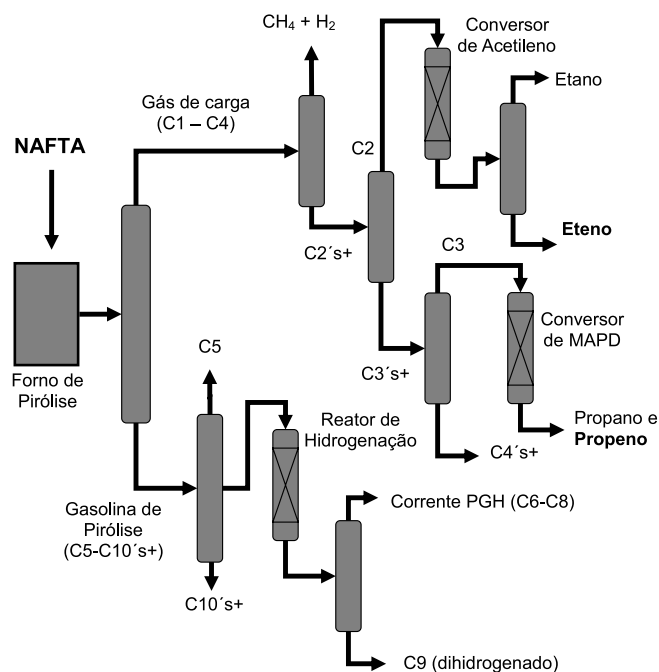 CH₄ + H₂
Conversor
de Acetileno
Etano
Gás de carga
(C1 – C4)
NAFTA
C2
C2´s+
Eteno
C3
Conversor
de MAPD
Forno de
Pirólise
C5
C3´s+
Reator de
Hidrogenação
Propano e
Propeno
C4´s+
Gasolina de
Pirólise
(C5-C10´s+)
Corrente PGH (C6-C8)
C10´s+
C9 (dihidrogenado)